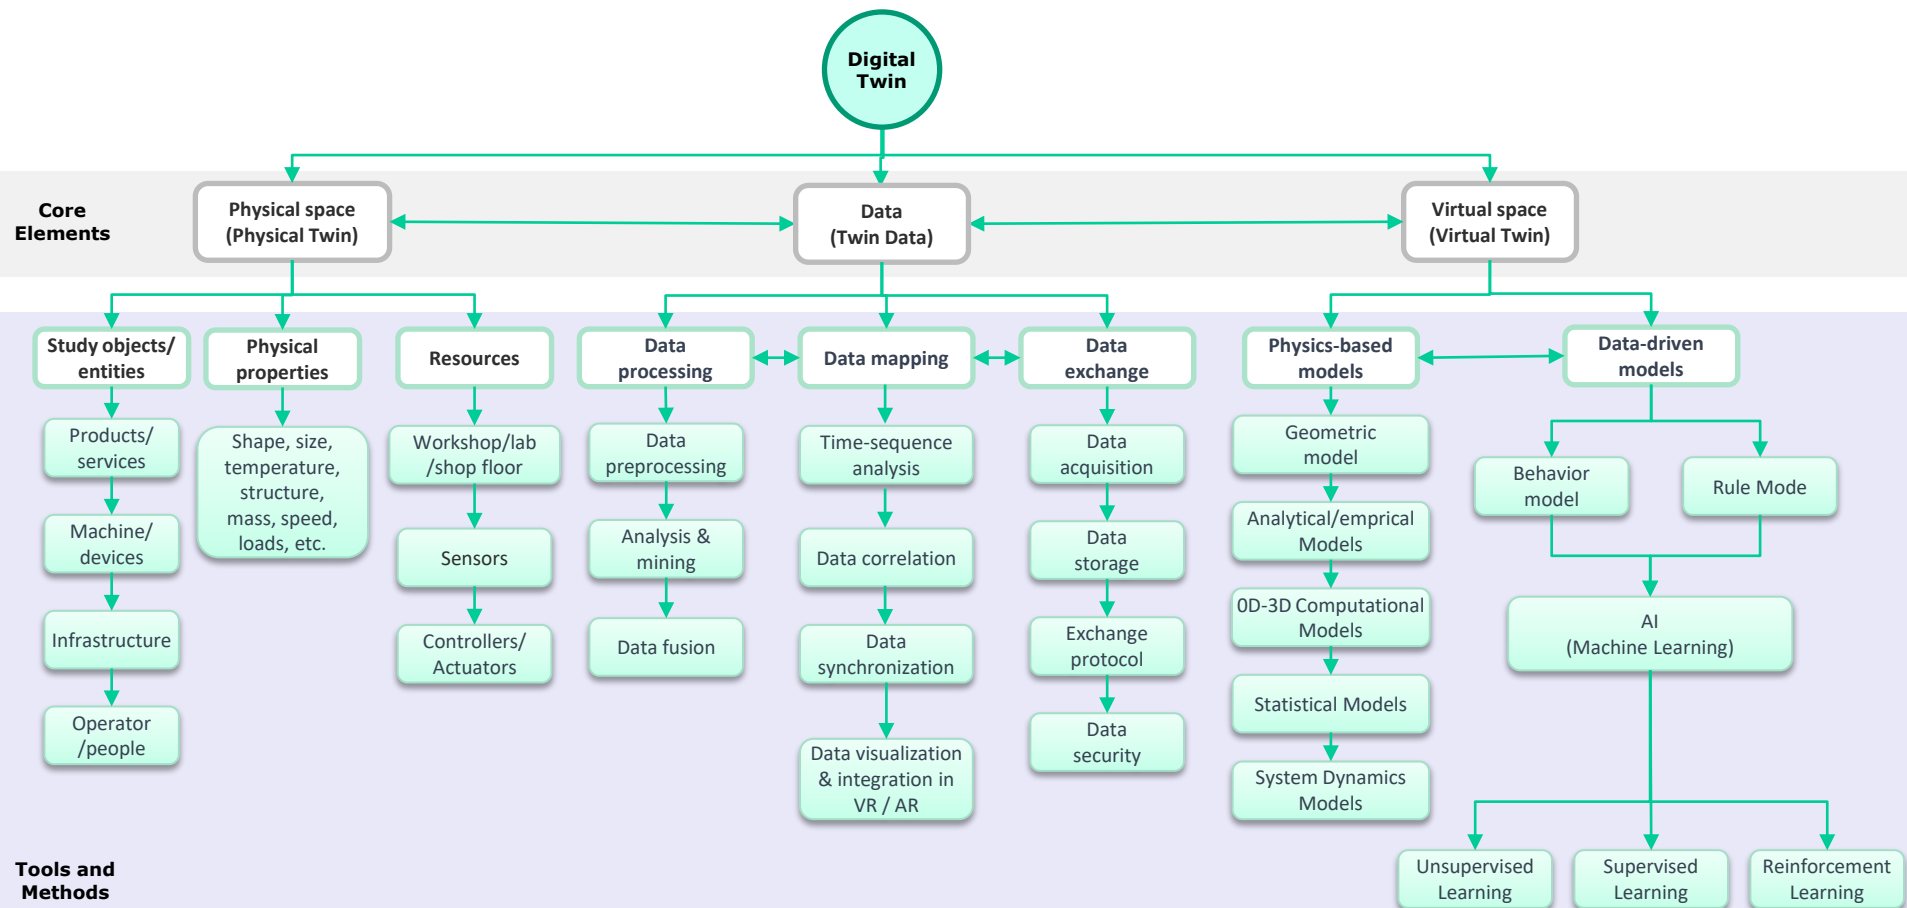 Digital
Twin
Core
Elements
Physical space
(Physical Twin)
Data
(Twin Data)
Virtual space
(Virtual Twin)
Study objects/
entities
Physical
properties
Resources
Data
processing
Data mapping
Data
exchange
Physics-based
models
Data-driven
models
Products/
services
Machine/
devices
Infrastructure
Operator
/people
Shape, size,
temperature,
structure,
mass, speed,
loads, etc.
Workshop/lab
/shop floor
Sensors
Controllers/
Actuators
Data
preprocessing
Analysis &
mining
Data fusion
Time-sequence
analysis
Data correlation
Data
synchronization
Data visualization
& integration in
VR / AR
Data
acquisition
Data
storage
Exchange
protocol
Data
security
Geometric
model
Analytical/emprical
Models
0D-3D Computational
Models
Statistical Models
System Dynamics
Models
Behavior
model
Rule Mode
AI
(Machine Learning)
Unsupervised
Learning
Supervised
Learning
Reinforcement
Learning
Tools and
Methods